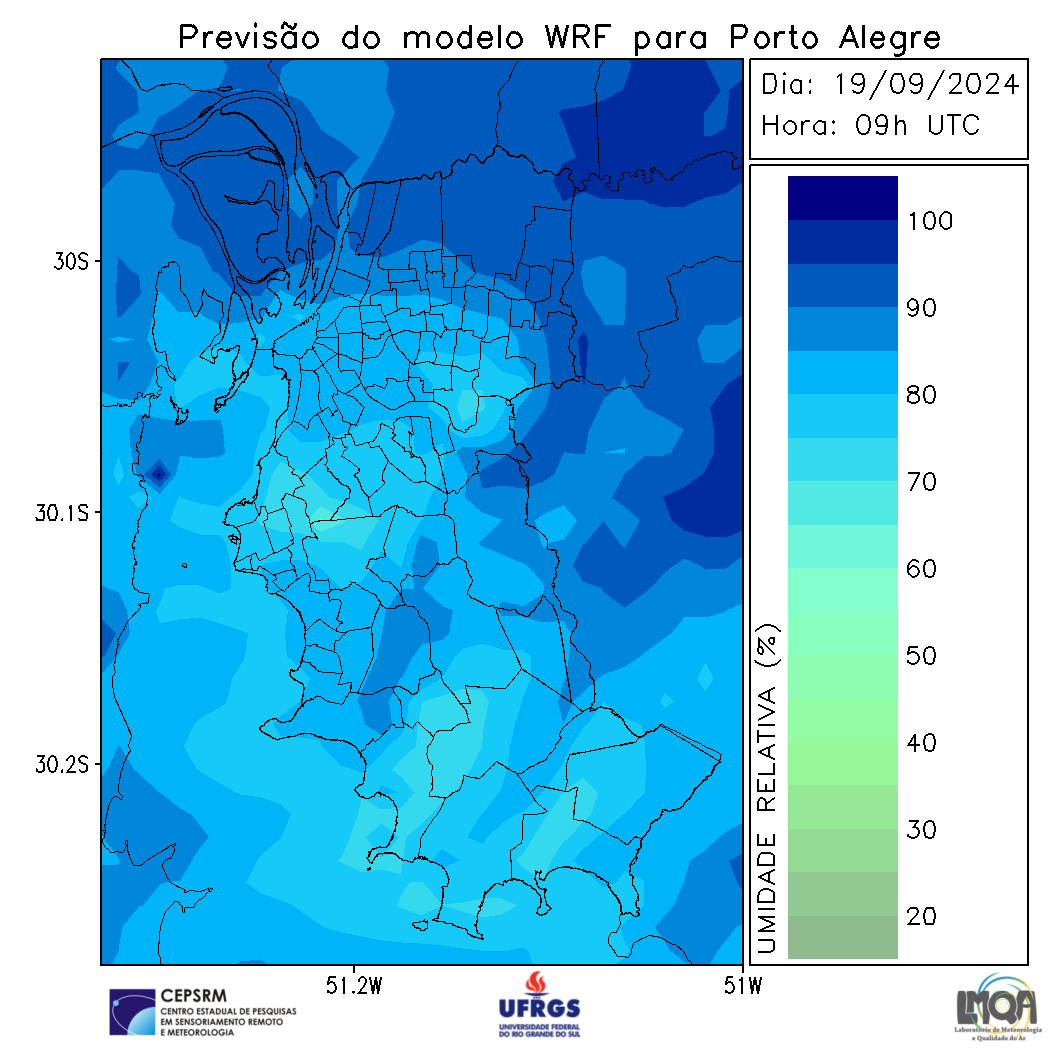 Previsão do modelo WRF para Porto Alegre
Dia: 19/09/2024
Hora: 09h UTC
30S
30.1S
30.2S
51.2W
51W
UMIDADE RELATIVA (%)
100
90
80
70
60
50
40
30
20
CEPSRM
CENTRO ESTADUAL DE PESQUISAS
EM SENSORIAMENTO REMOTO
E METEOROLOGIA
UFRGS
UNIVERSIDADE FEDERAL
DO RIO GRANDE DO SUL
LMQA
Laboratório de Meteorologia
e Qualidade do Ar